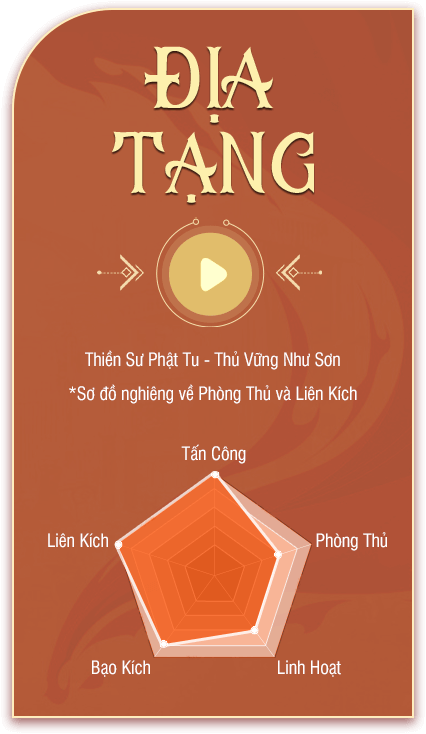 ĐỊA
TẠNG
Thiền Sư Phật Tu - Thủ Vững Như Sơn
*Sơ đồ nghiêng về Phòng Thủ và Liên Kích
Tấn Công
Liên Kích
Phòng Thủ
Bạo Kích
Linh Hoạt